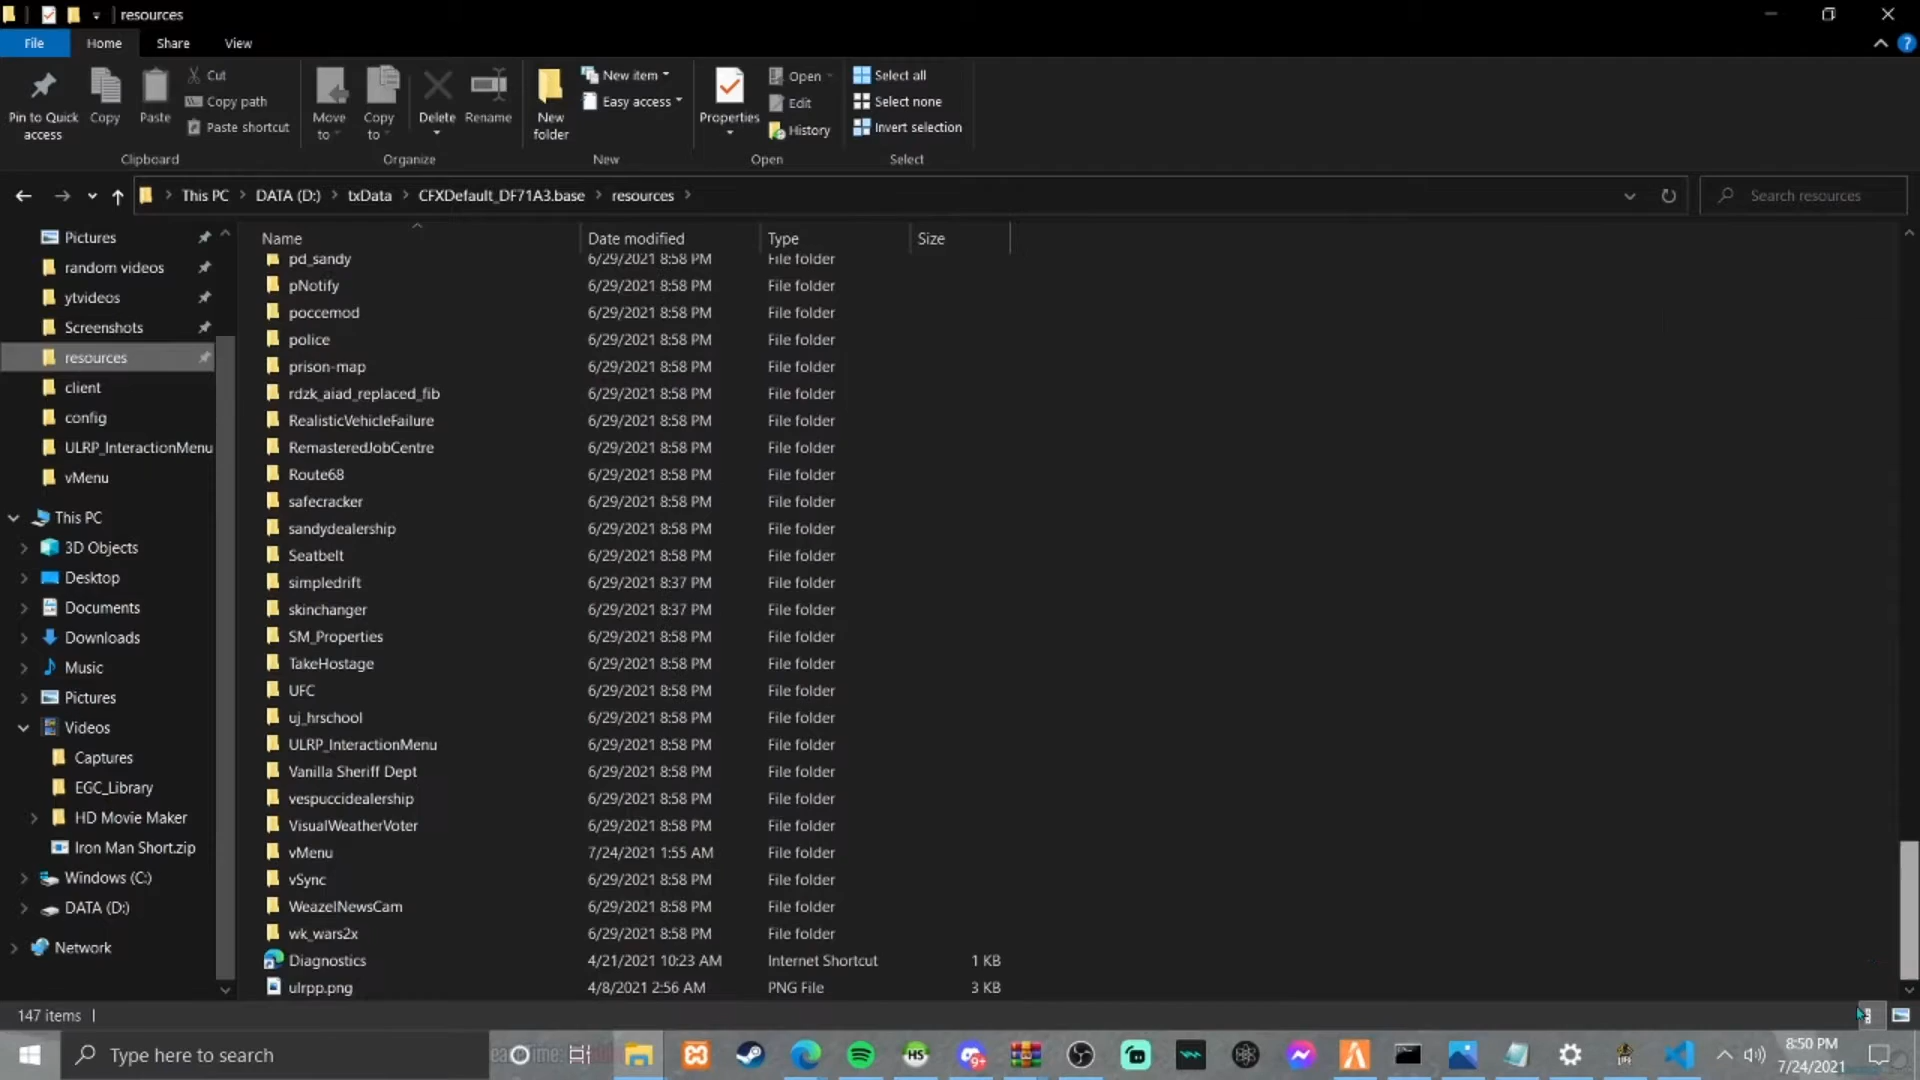 resources
File Home Share View
Pin to Quick access
Copy
Paste
Cut
Copy path
Paste shortcut
Move to
Copy to
Delete
Rename
New folder
New item
Easy access
Properties
Open
Edit
History
Select all
Select none
Invert selection
Clipboard Organize New Open Select
This PC DATA (D:) txData CFXDefault_DF71A3.base resources
Search resources
Pictures
random videos
ytvideos
Screenshots
resources
client
config
ULRP_InteractionMenu
vMenu
This PC
3D Objects
Desktop
Documents
Downloads
Music
Pictures
Videos
Captures
EGC_Library
HD Movie Maker
Iron Man Short.zip
Windows (C:)
DATA (D:)
Network
Name Date modified Type Size
pd_sandy 6/29/2021 8:58 PM File folder
pNotify 6/29/2021 8:58 PM File folder
poccemod 6/29/2021 8:58 PM File folder
police 6/29/2021 8:58 PM File folder
prison-map 6/29/2021 8:58 PM File folder
rdzk_aiad_replaced_fib 6/29/2021 8:58 PM File folder
RealisticVehicleFailure 6/29/2021 8:58 PM File folder
RemasteredJobCentre 6/29/2021 8:58 PM File folder
Route68 6/29/2021 8:58 PM File folder
safecracker 6/29/2021 8:58 PM File folder
sandydealership 6/29/2021 8:58 PM File folder
Seatbelt 6/29/2021 8:58 PM File folder
simpledrift 6/29/2021 8:37 PM File folder
skinchanger 6/29/2021 8:37 PM File folder
SM_Properties 6/29/2021 8:58 PM File folder
TakeHostage 6/29/2021 8:58 PM File folder
UFC 6/29/2021 8:58 PM File folder
uj_hrschool 6/29/2021 8:58 PM File folder
ULRP_InteractionMenu 6/29/2021 8:58 PM File folder
Vanilla Sheriff Dept 6/29/2021 8:58 PM File folder
vespuccidealership 6/29/2021 8:58 PM File folder
VisualWeatherVoter 6/29/2021 8:58 PM File folder
vMenu 7/24/2021 1:55 AM File folder
vSync 6/29/2021 8:58 PM File folder
WeazelNewsCam 6/29/2021 8:58 PM File folder
wk_wars2x 6/29/2021 8:58 PM File folder
Diagnostics 4/21/2021 10:23 AM Internet Shortcut 1 KB
ulrpp.png 4/8/2021 2:56 AM PNG File 3 KB
147 items
Type here to search
HS
9+
8:50 PM
7/24/2021